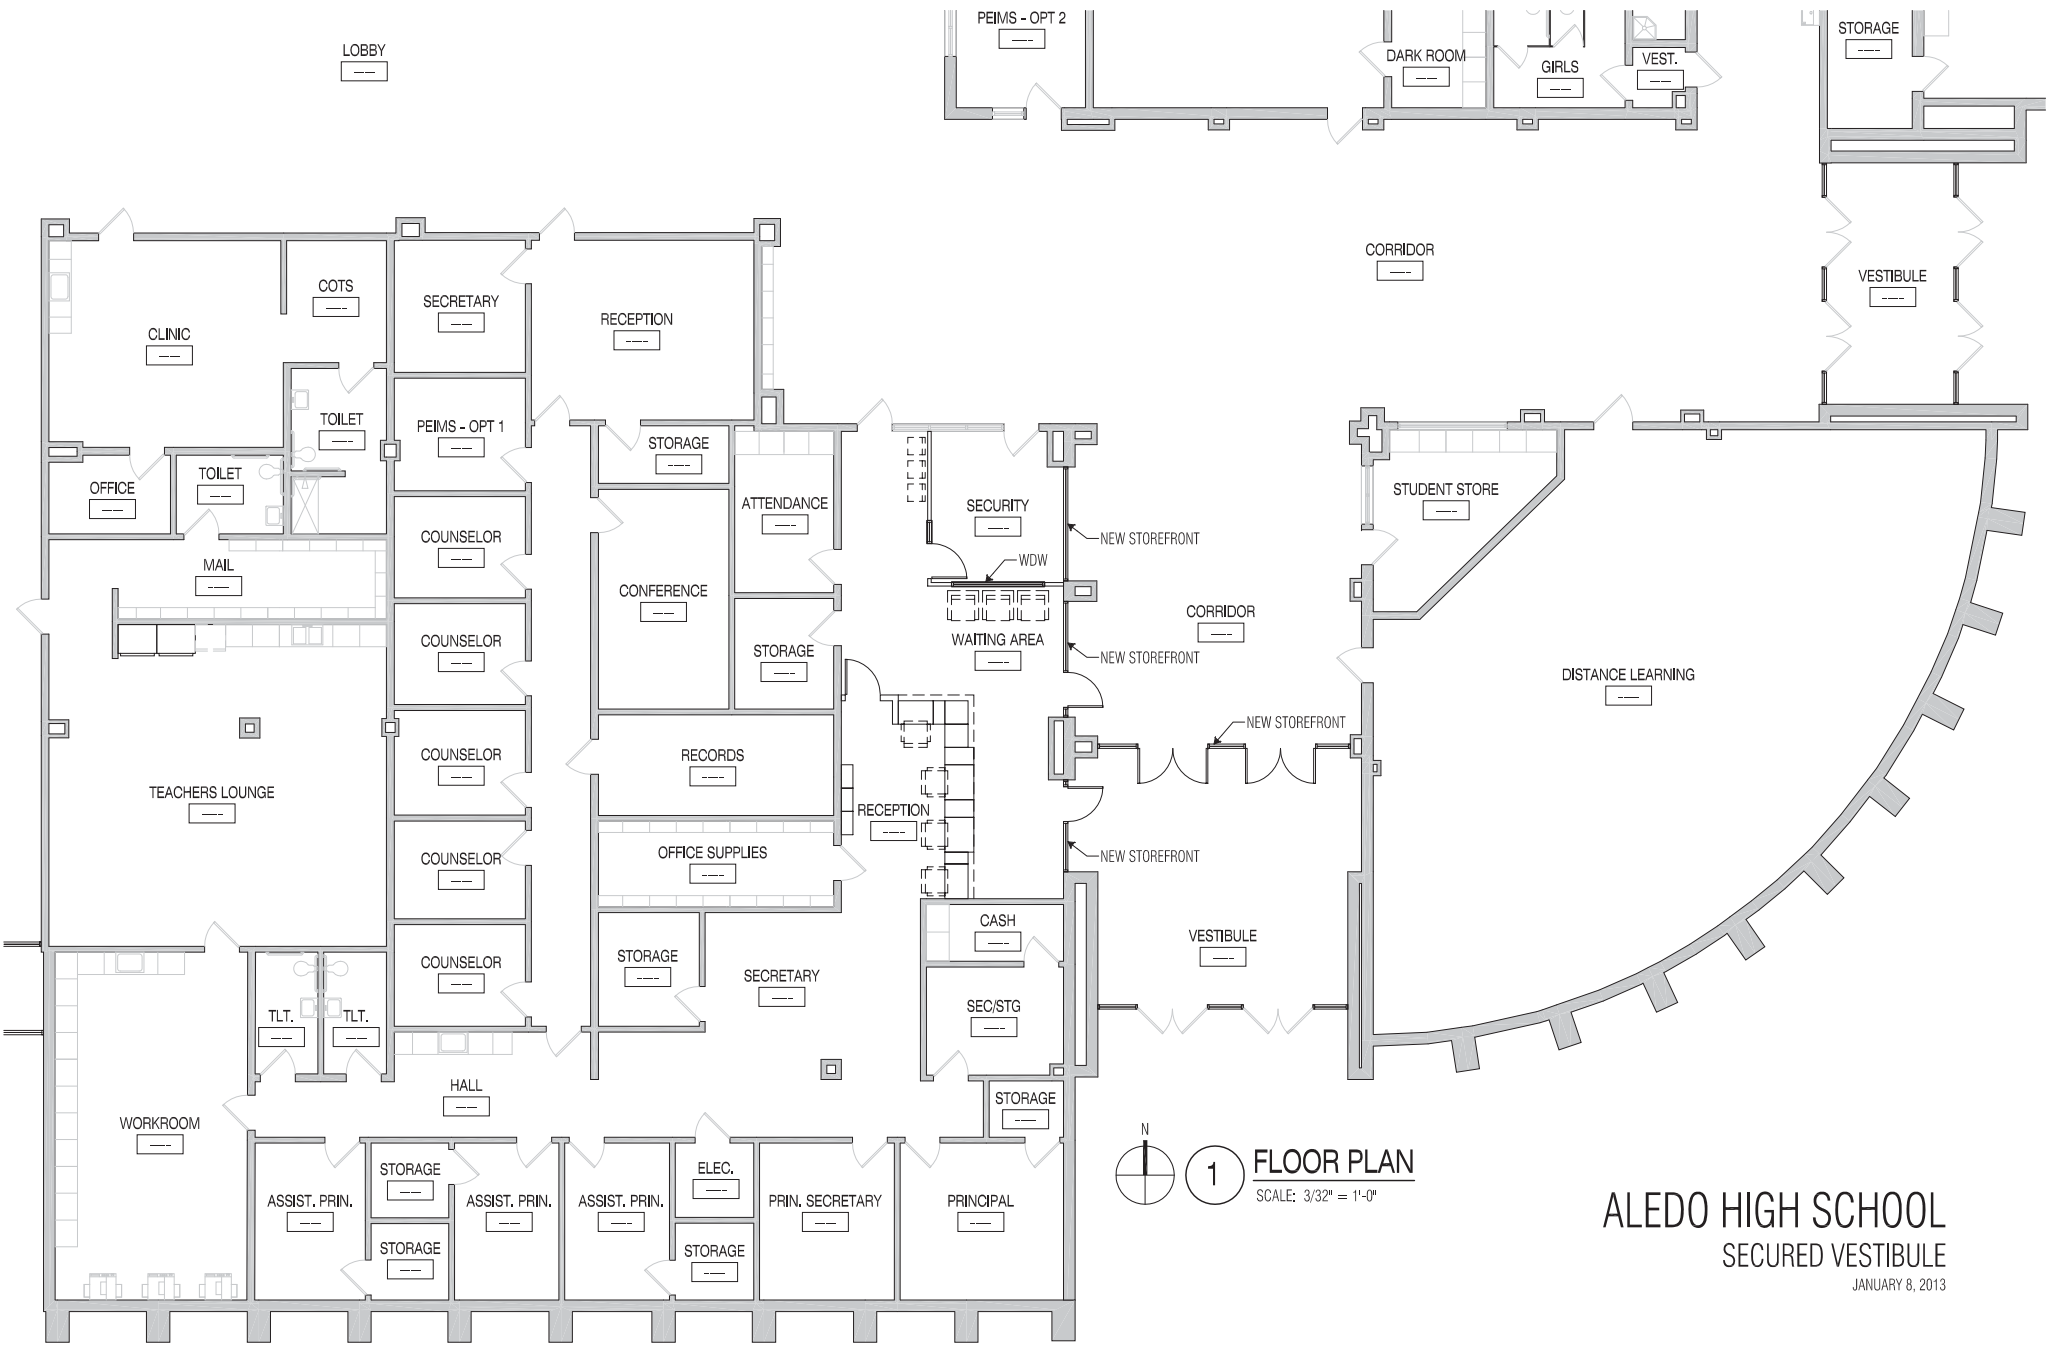 PEIMS - OPT 2
STORAGE
LOBBY
DARK ROOM
GIRLS
VEST.
CORRIDOR
VESTIBULE
COTS
SECRETARY
RECEPTION
CLINIC
TOILET
PEIMS - OPT 1
STORAGE
TOILET
OFFICE
ATTENDANCE
SECURITY
STUDENT STORE
COUNSELOR
NEW STOREFRONT
MAIL
WDW
CONFERENCE
CORRIDOR
COUNSELOR
WAITING AREA
STORAGE
NEW STOREFRONT
DISTANCE LEARNING
NEW STOREFRONT
COUNSELOR
RECORDS
TEACHERS LOUNGE
RECEPTION
COUNSELOR
OFFICE SUPPLIES
NEW STOREFRONT
CASH
VESTIBULE
COUNSELOR
STORAGE
SECRETARY
SEC/STG
TLT.
TLT.
HALL
STORAGE
WORKROOM
STORAGE
ELEC.
ASSIST. PRIN.
ASSIST. PRIN.
ASSIST. PRIN.
PRIN. SECRETARY
PRINCIPAL
STORAGE
STORAGE
N
1
FLOOR PLAN
SCALE: 3/32" = 1'-0"
ALEDO HIGH SCHOOL
SECURED VESTIBULE
JANUARY 8, 2013